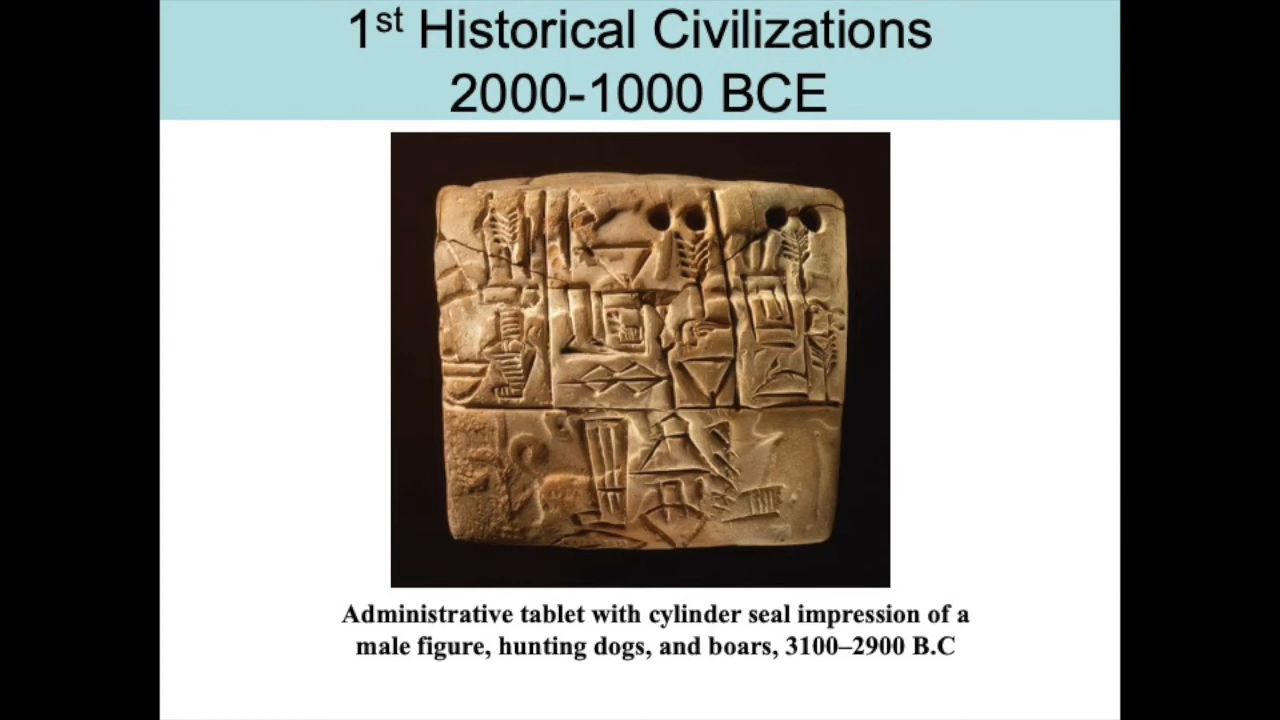 1st Historical Civilizations
2000-1000 BCE
Administrative tablet with cylinder seal impression of a
male figure, hunting dogs, and boars, 3100–2900 B.C